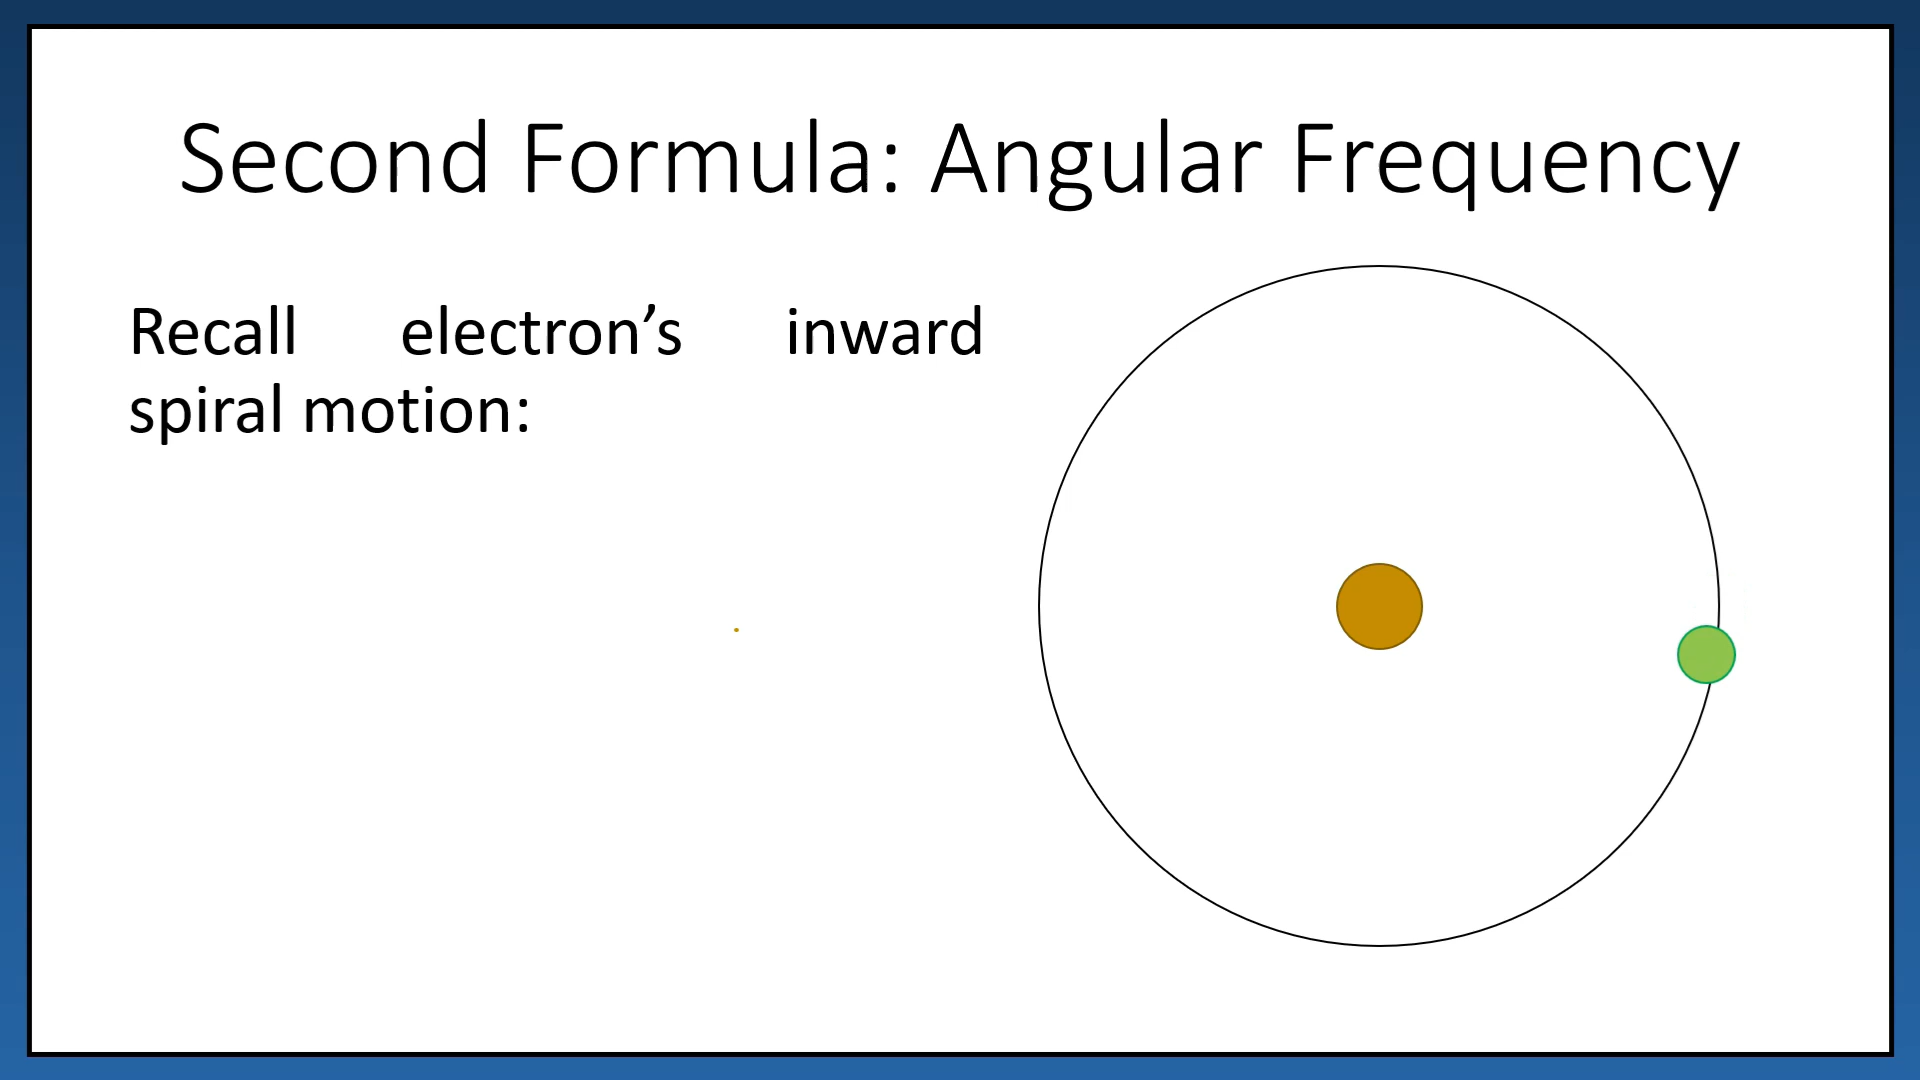 Second Formula: Angular Frequency
Recall electron’s inward
spiral motion: